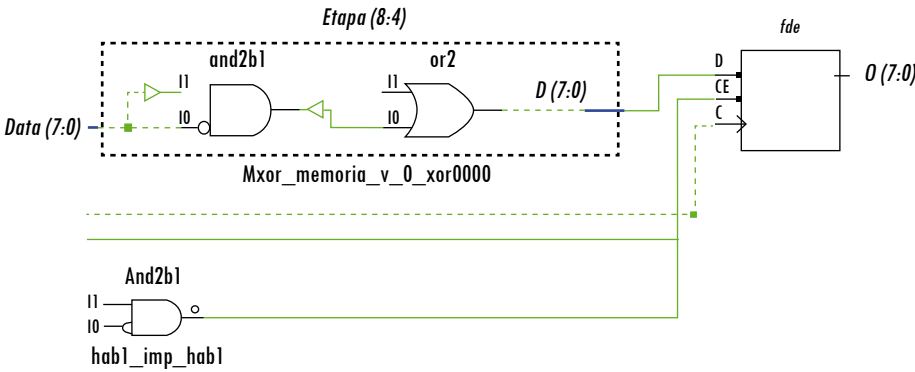 Etapa (8:4)
fde
and2b1
or2
D
I1
I1
D (7:0)
O (7:0)
CE
I0
I0
C
Data (7:0)
Mxor_memoria_v_0_xor0000
And2b1
I1
I0
hab1_imp_hab1